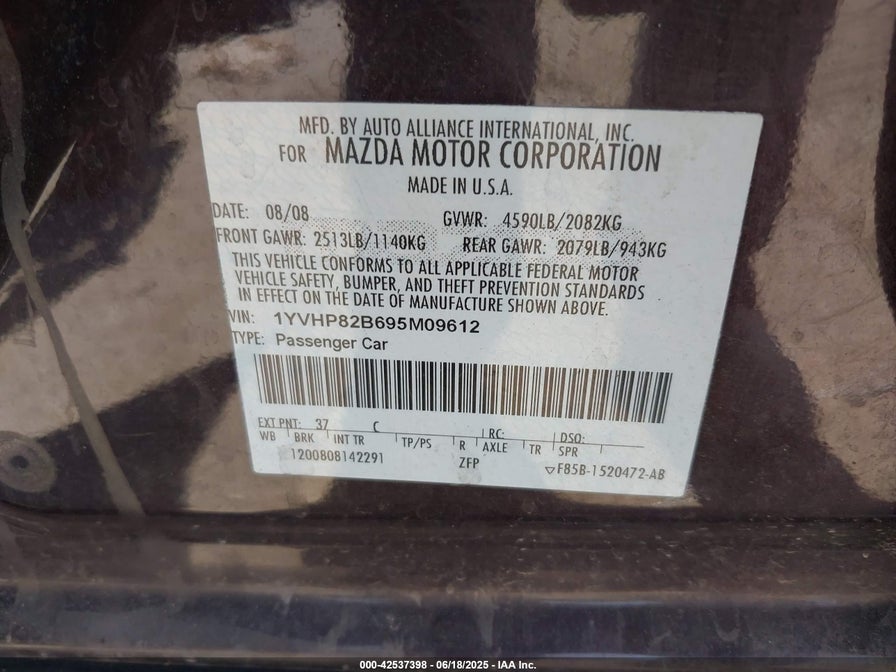 MFD. BY AUTO ALLIANCE INTERNATIONAL, INC.
FOR MAZDA MOTOR CORPORATION
MADE IN U.S.A.
DATE: 08/08 GVWR: 4590LB/2082KG
FRONT GAWR: 2513LB/1140KG REAR GAWR: 2079LB/943KG
THIS VEHICLE CONFORMS TO ALL APPLICABLE FEDERAL MOTOR
VEHICLE SAFETY, BUMPER, AND THEFT PREVENTION STANDARDS
IN EFFECT ON THE DATE OF MANUFACTURE SHOWN ABOVE.
VIN: 1YVHP82B695M09612
TYPE: Passenger Car
EXT PNT: 37 C RC: DSO:
WB BRK INT TR TP/PS R AXLE TR SPR
1200808142291 ZFP ▽F85B-1520472-AB
000-42537398 - 06/18/2025 - IAA Inc.